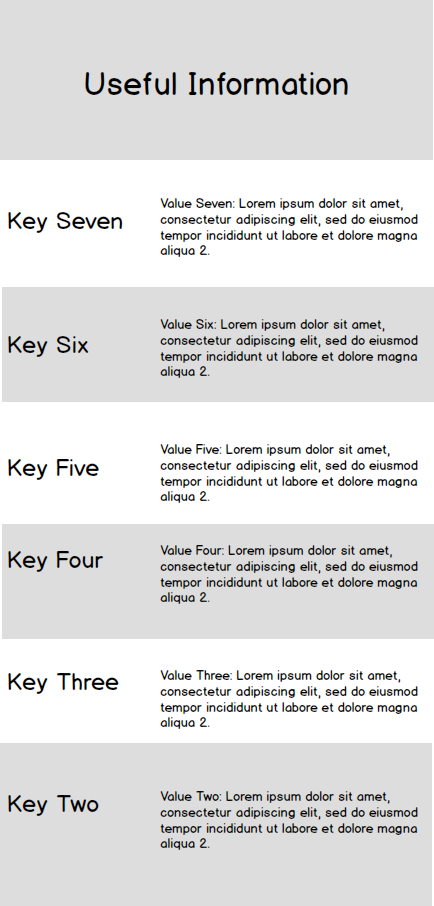 Useful Information
Key Seven
Value Seven: Lorem ipsum dolor sit amet,
consectetur adipiscing elit, sed do eiusmod
tempor incididunt ut labore et dolore magna
aliqua 2.
Key Six
Value Six: Lorem ipsum dolor sit amet,
consectetur adipiscing elit, sed do eiusmod
tempor incididunt ut labore et dolore magna
aliqua 2.
Key Five
Value Five: Lorem ipsum dolor sit amet,
consectetur adipiscing elit, sed do eiusmod
tempor incididunt ut labore et dolore magna
aliqua 2.
Key Four
Value Four: Lorem ipsum dolor sit amet,
consectetur adipiscing elit, sed do eiusmod
tempor incididunt ut labore et dolore magna
aliqua 2.
Key Three
Value Three: Lorem ipsum dolor sit amet,
consectetur adipiscing elit, sed do eiusmod
tempor incididunt ut labore et dolore magna
aliqua 2.
Key Two
Value Two: Lorem ipsum dolor sit amet,
consectetur adipiscing elit, sed do eiusmod
tempor incididunt ut labore et dolore magna
aliqua 2.